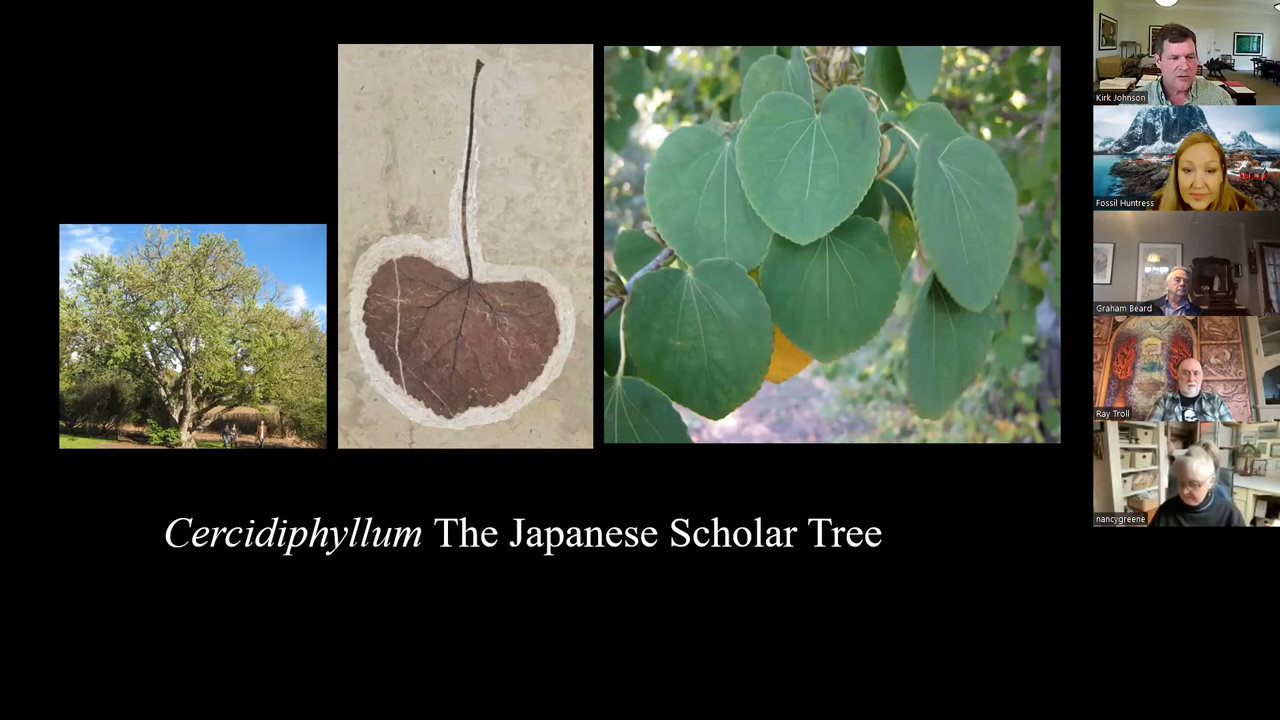 Kirk Johnson
Fossil Huntress
Graham Beard
Ray Troll
nancygreene
Cercidiphyllum The Japanese Scholar Tree